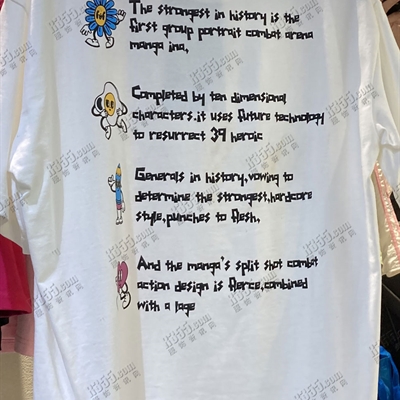 The strongest in history is the
first group portrait combat arena
manga ina,
Completed by ten dimensional
characters.it uses future technology
to resurrect 39 heroic
Generals in history,vowing to
determine the strongest,hardcore
style,punches to flesh,
And the manga's split shot combat
action design is fierce,combined
with a lage